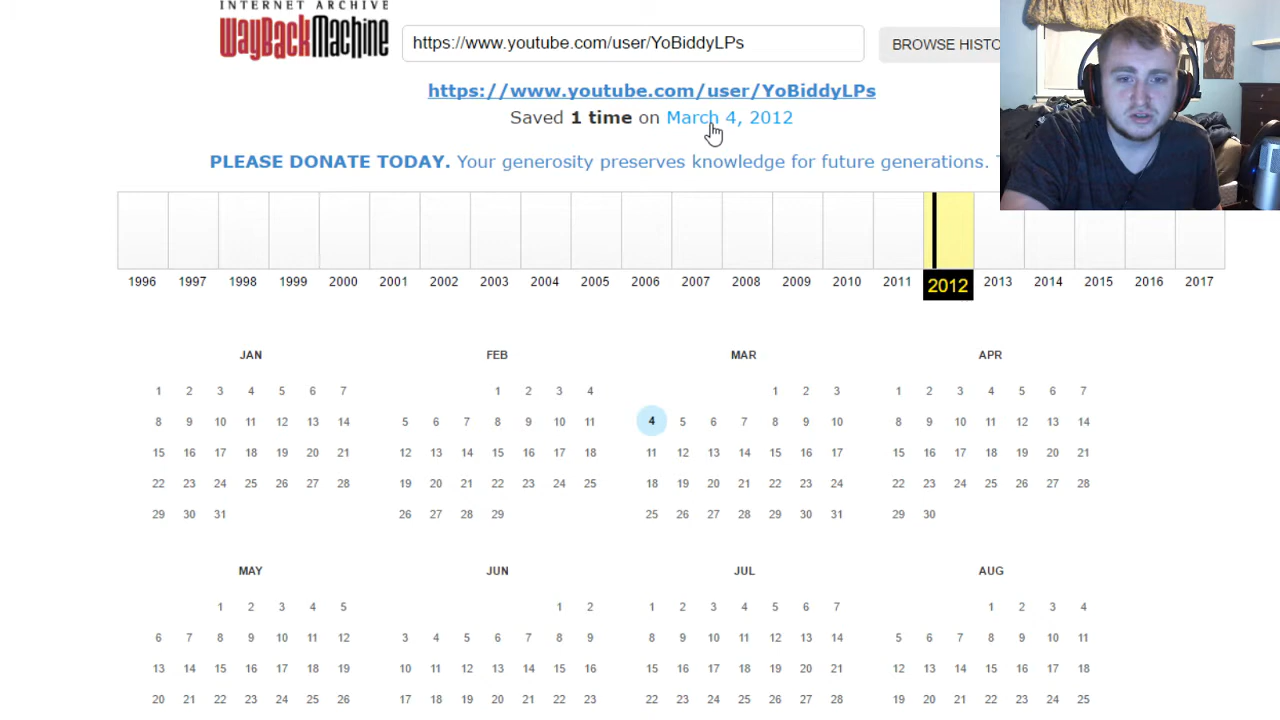 INTERNET ARCHIVE
WayBackMachine
https://www.youtube.com/user/YoBiddyLPs
BROWSE HISTO
https://www.youtube.com/user/YoBiddyLPs
Saved 1 time on March 4, 2012
PLEASE DONATE TODAY. Your generosity preserves knowledge for future generations.
1996 1997 1998 1999 2000 2001 2002 2003 2004 2005 2006 2007 2008 2009 2010 2011 2012 2013 2014 2015 2016 2017
JAN FEB MAR APR
1 2 3 4 5 6 7 1 2 3 4 1 2 3 1 2 3 4 5 6 7
8 9 10 11 12 13 14 5 6 7 8 9 10 11 4 5 6 7 8 9 10 8 9 10 11 12 13 14
15 16 17 18 19 20 21 12 13 14 15 16 17 18 11 12 13 14 15 16 17 15 16 17 18 19 20 21
22 23 24 25 26 27 28 19 20 21 22 23 24 25 18 19 20 21 22 23 24 22 23 24 25 26 27 28
29 30 31 26 27 28 29 25 26 27 28 29 30 31 29 30
MAY JUN JUL AUG
1 2 3 4 5 1 2 1 2 3 4 5 6 7 1 2 3 4
6 7 8 9 10 11 12 3 4 5 6 7 8 9 8 9 10 11 12 13 14 5 6 7 8 9 10 11
13 14 15 16 17 18 19 10 11 12 13 14 15 16 15 16 17 18 19 20 21 12 13 14 15 16 17 18
20 21 22 23 24 25 26 17 18 19 20 21 22 23 22 23 24 25 26 27 28 19 20 21 22 23 24 25